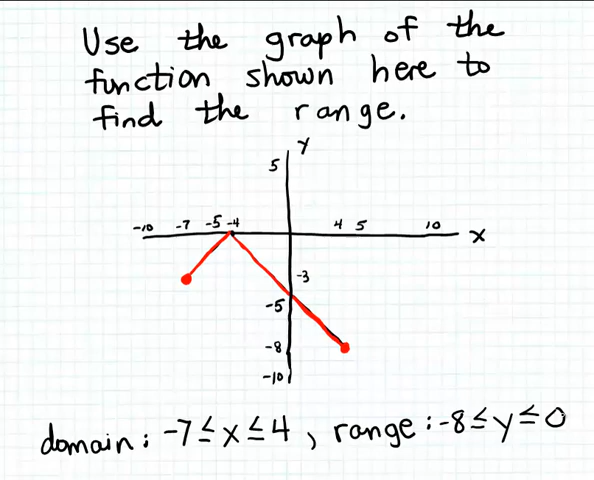 Use the graph of the
function shown here to
find the range.
Y
5
-10 -7 -5 -4 4 5 10
X
-3
-5
-8
-10
domain: -7 ≤ x ≤ 4, range: -8 ≤ y ≤ 0